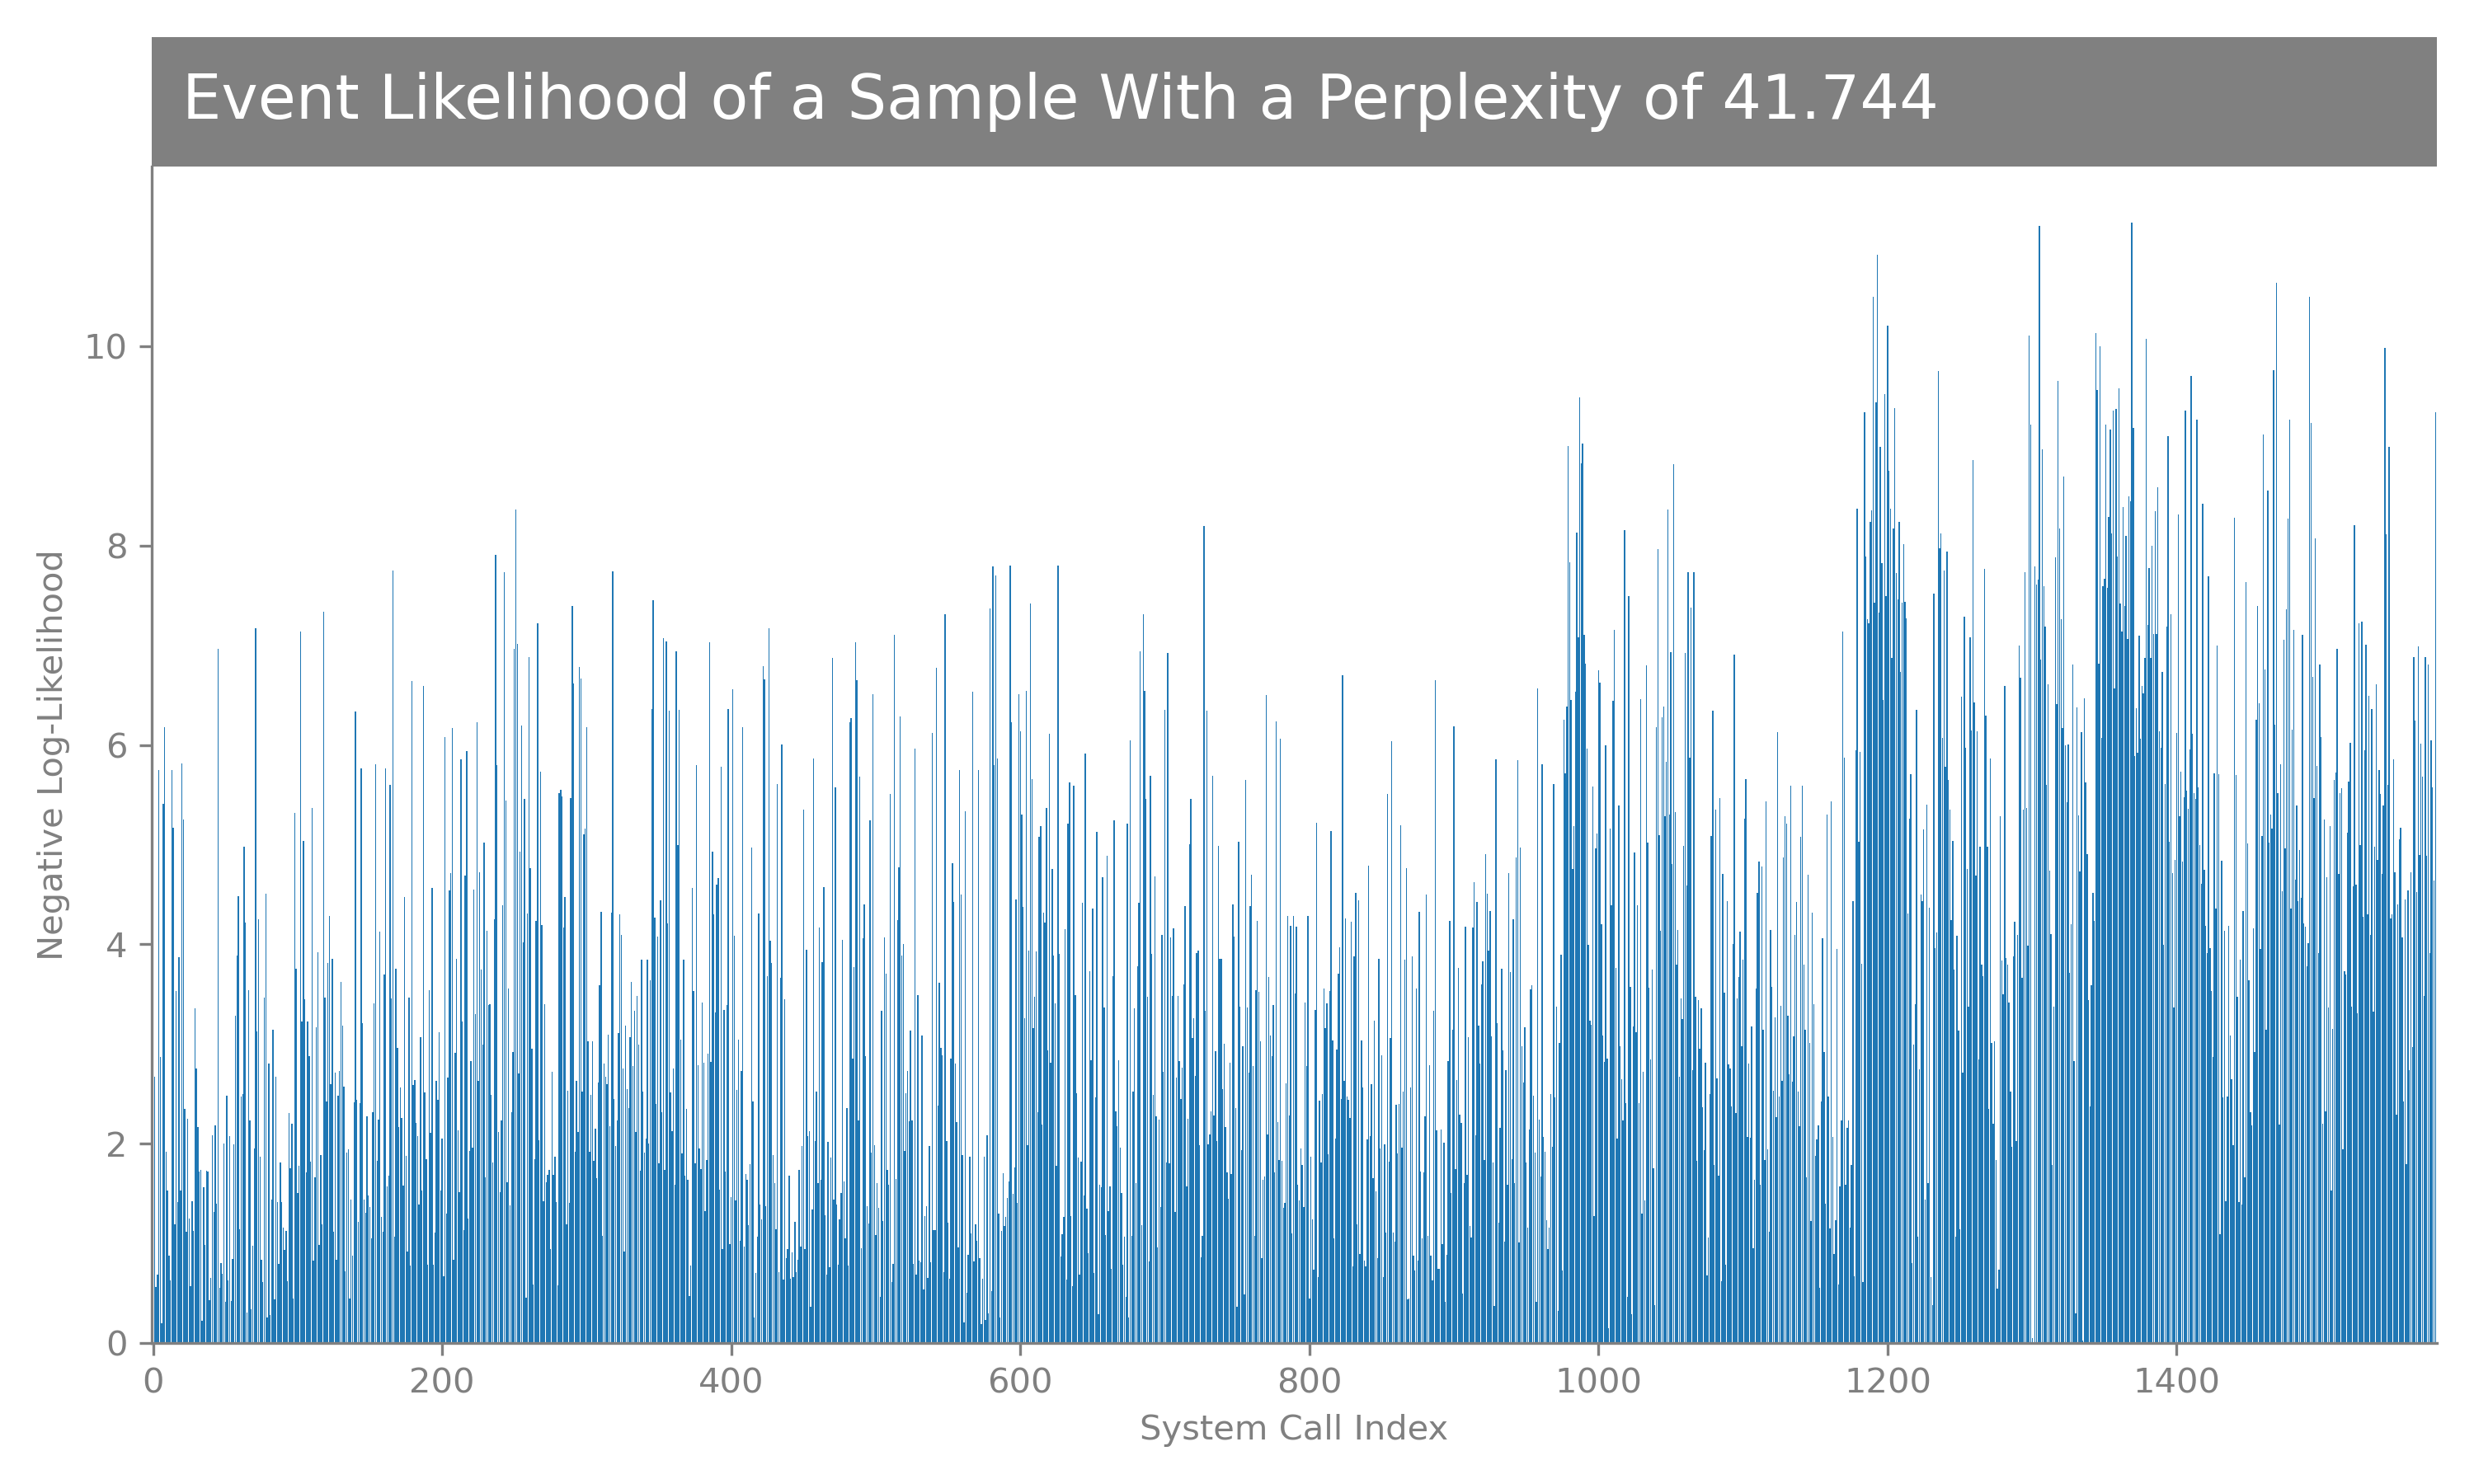 Event Likelihood of a Sample With a Perplexity of 41.744
Negative Log-Likelihood
10
8
6
4
2
0
0 200 400 600 800 1000 1200 1400
System Call Index